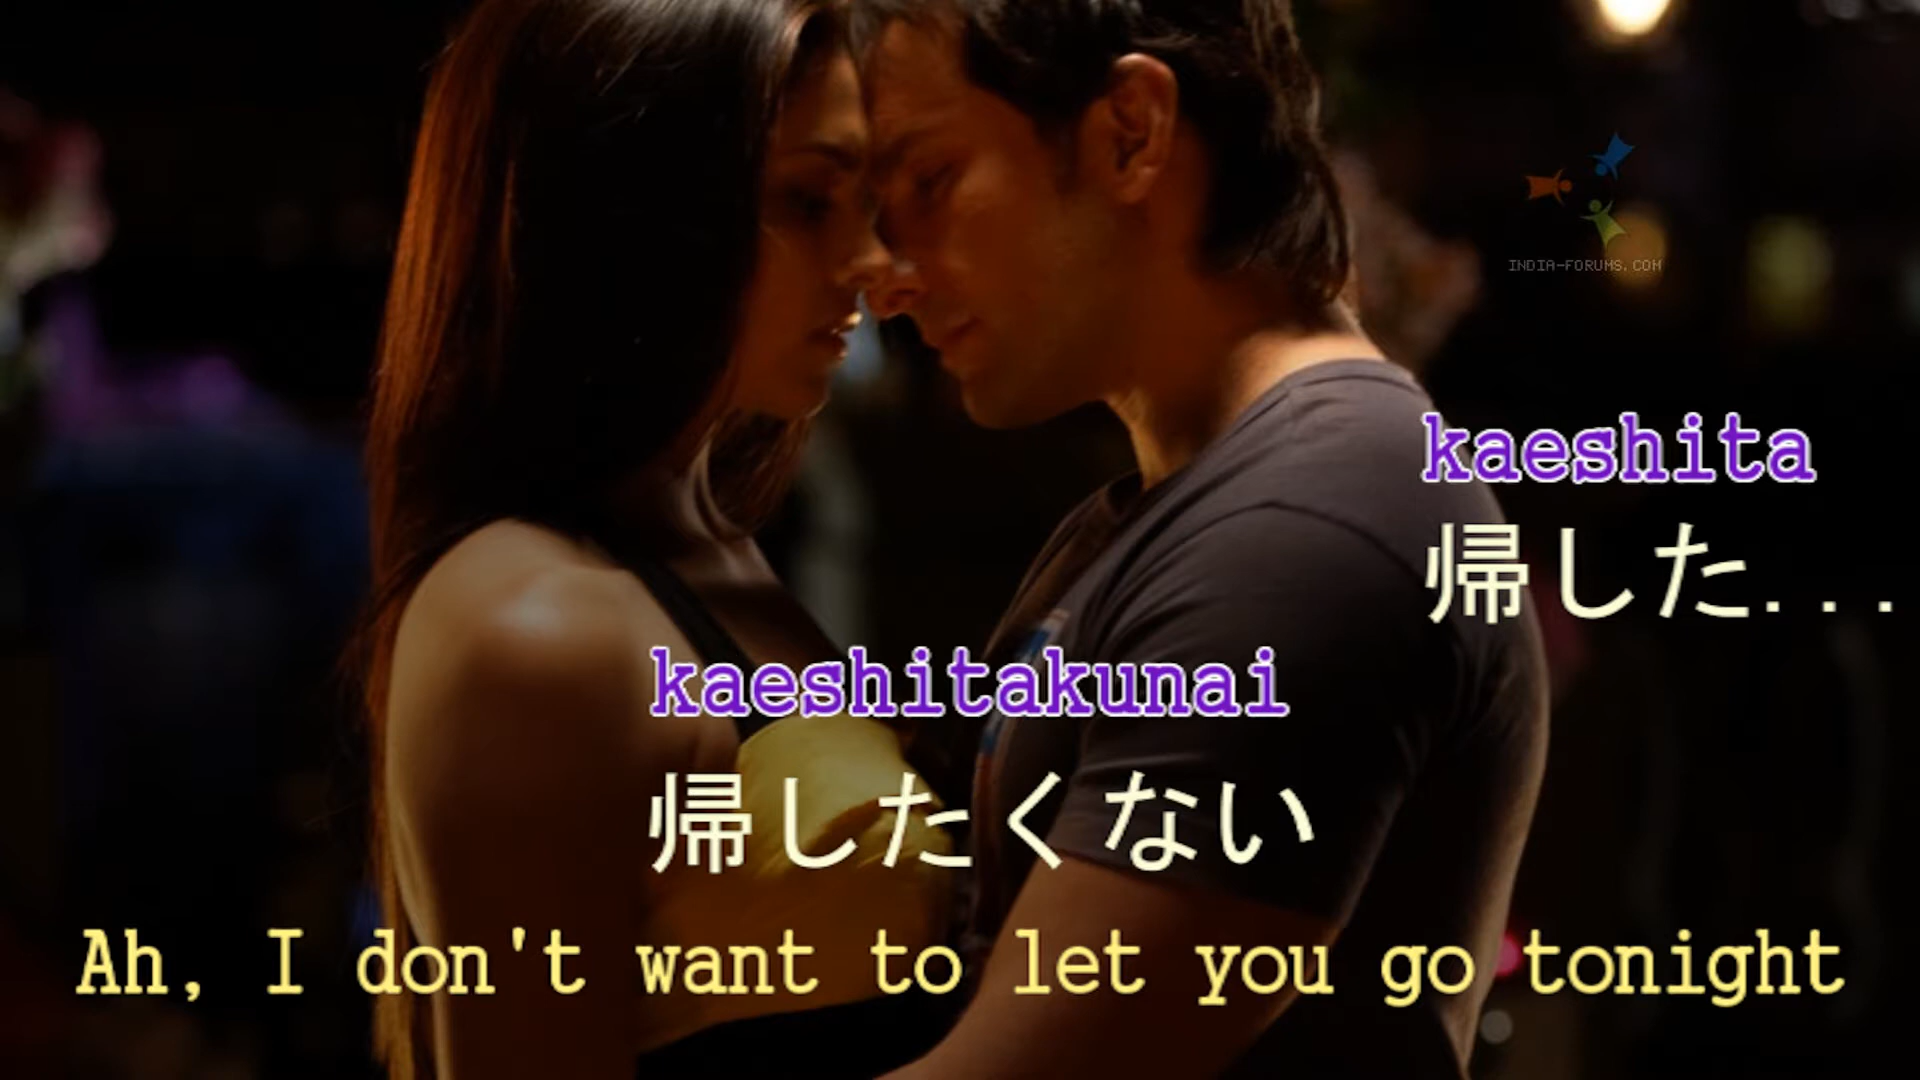 INDIA-FORUMS.COM
kaeshita
帰した...
kaeshitakunai
帰したくない
Ah, I don't want to let you go tonight